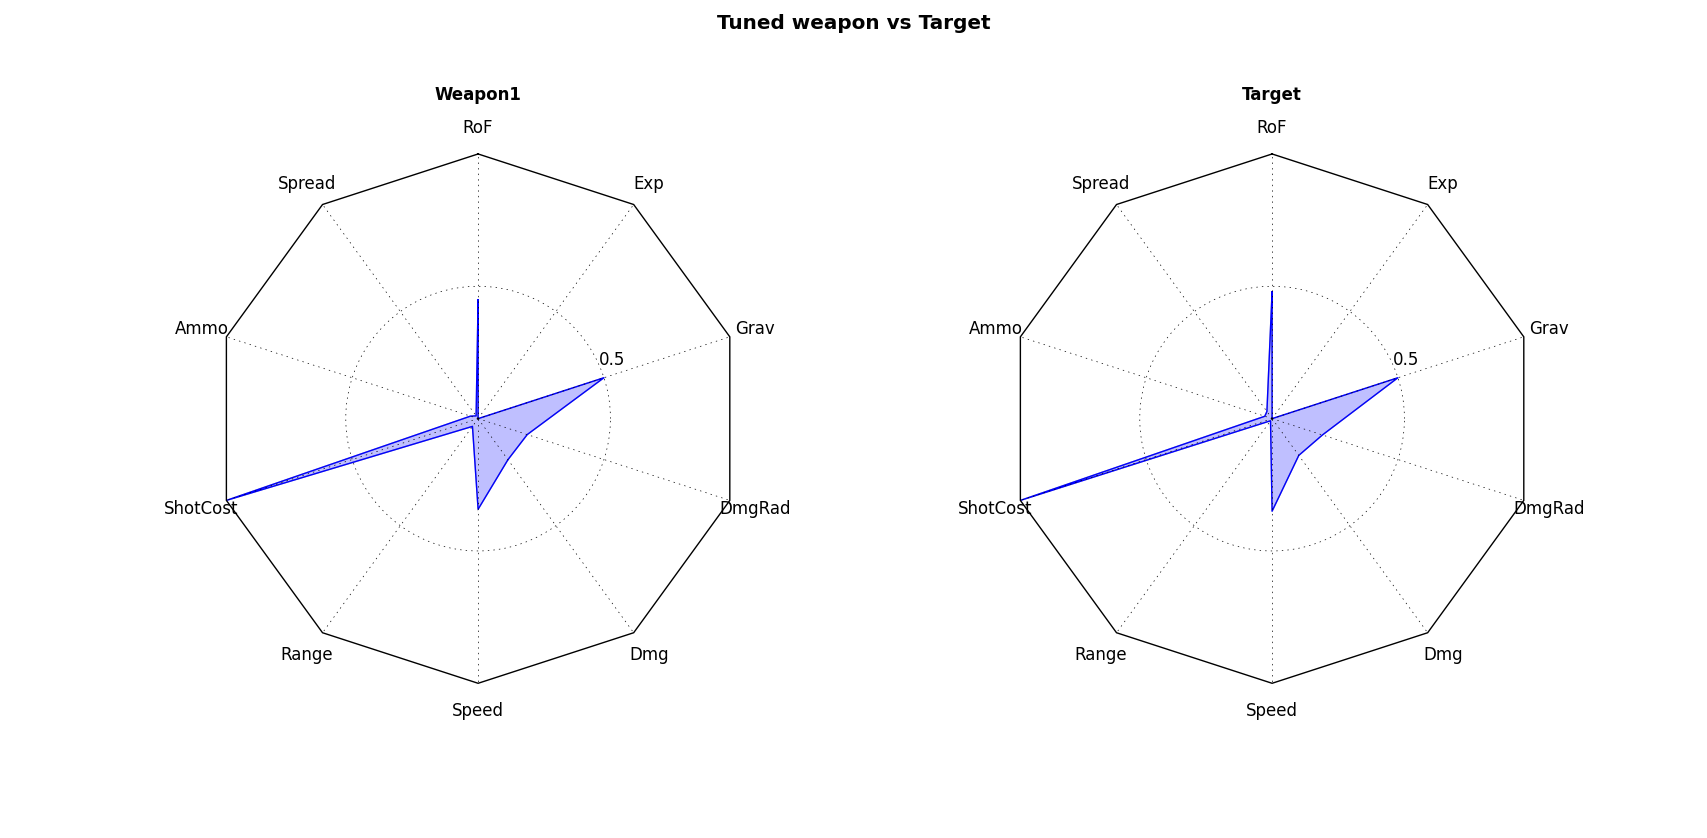 Tuned weapon vs Target
Weapon1
RoF
Spread
Exp
Ammo
Grav
0.5
ShotCost
DmgRad
Range
Dmg
Speed
Target
RoF
Spread
Exp
Ammo
Grav
0.5
ShotCost
DmgRad
Range
Dmg
Speed